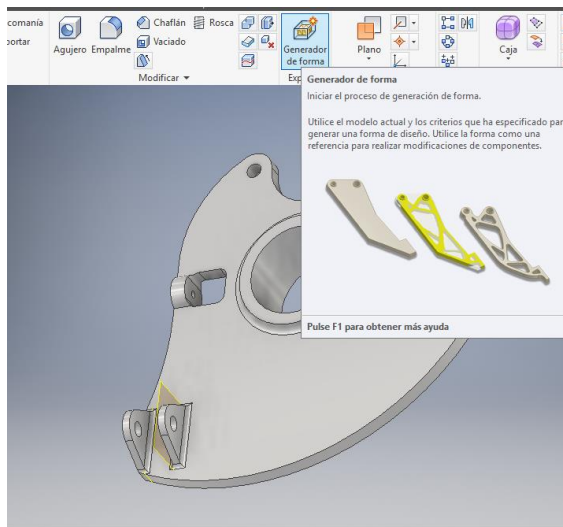 comanía
Chaflán
Rosca
portar
Agujero
Empalme
Vaciado
Generador
de forma
Plano
Caja
Modificar
Exp
Generador de forma
Iniciar el proceso de generación de forma.
Utilice el modelo actual y los criterios que ha especificado par
generar una forma de diseño. Utilice la forma como una
referencia para realizar modificaciones de componentes.
Pulse F1 para obtener más ayuda